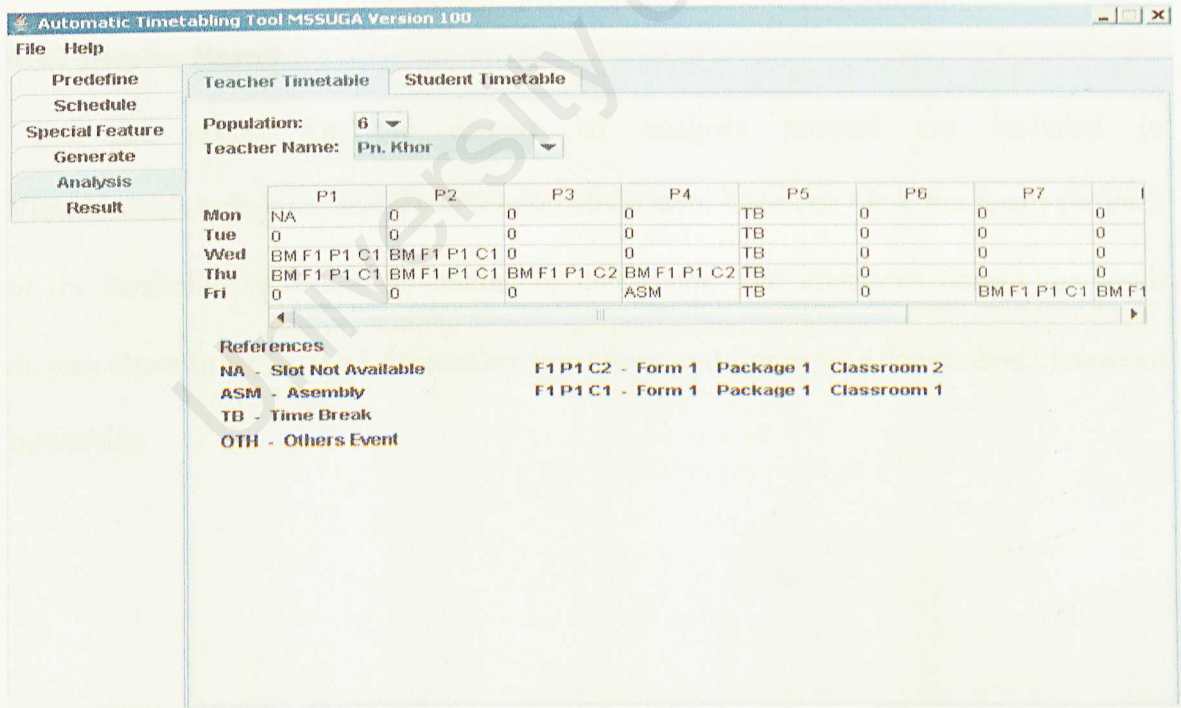 Automatic Timetabling Tool MSSUGA Version 100
File Help
Predefine
Schedule
Special Feature
Generate
Analysis
Result
Teacher Timetable Student Timetable
Population: 6
Teacher Name: Pn. Khor
P1 P2 P3 P4 P5 P6 P7
Mon NA 0 0 0 TB 0 0 0
Tue 0 0 0 0 TB 0 0 0
Wed BM F1 P1 C1 BM F1 P1 C1 0 0 TB 0 0 0
Thu BM F1 P1 C1 BM F1 P1 C1 BM F1 P1 C2 BM F1 P1 C2 TB 0 0 0
Fri 0 0 0 ASM TB 0 BM F1 P1 C1 BM F1
References
NA - Slot Not Available F1 P1 C2 - Form 1 Package 1 Classroom 2
ASM - Asembly F1 P1 C1 - Form 1 Package 1 Classroom 1
TB - Time Break
OTH - Others Event
University